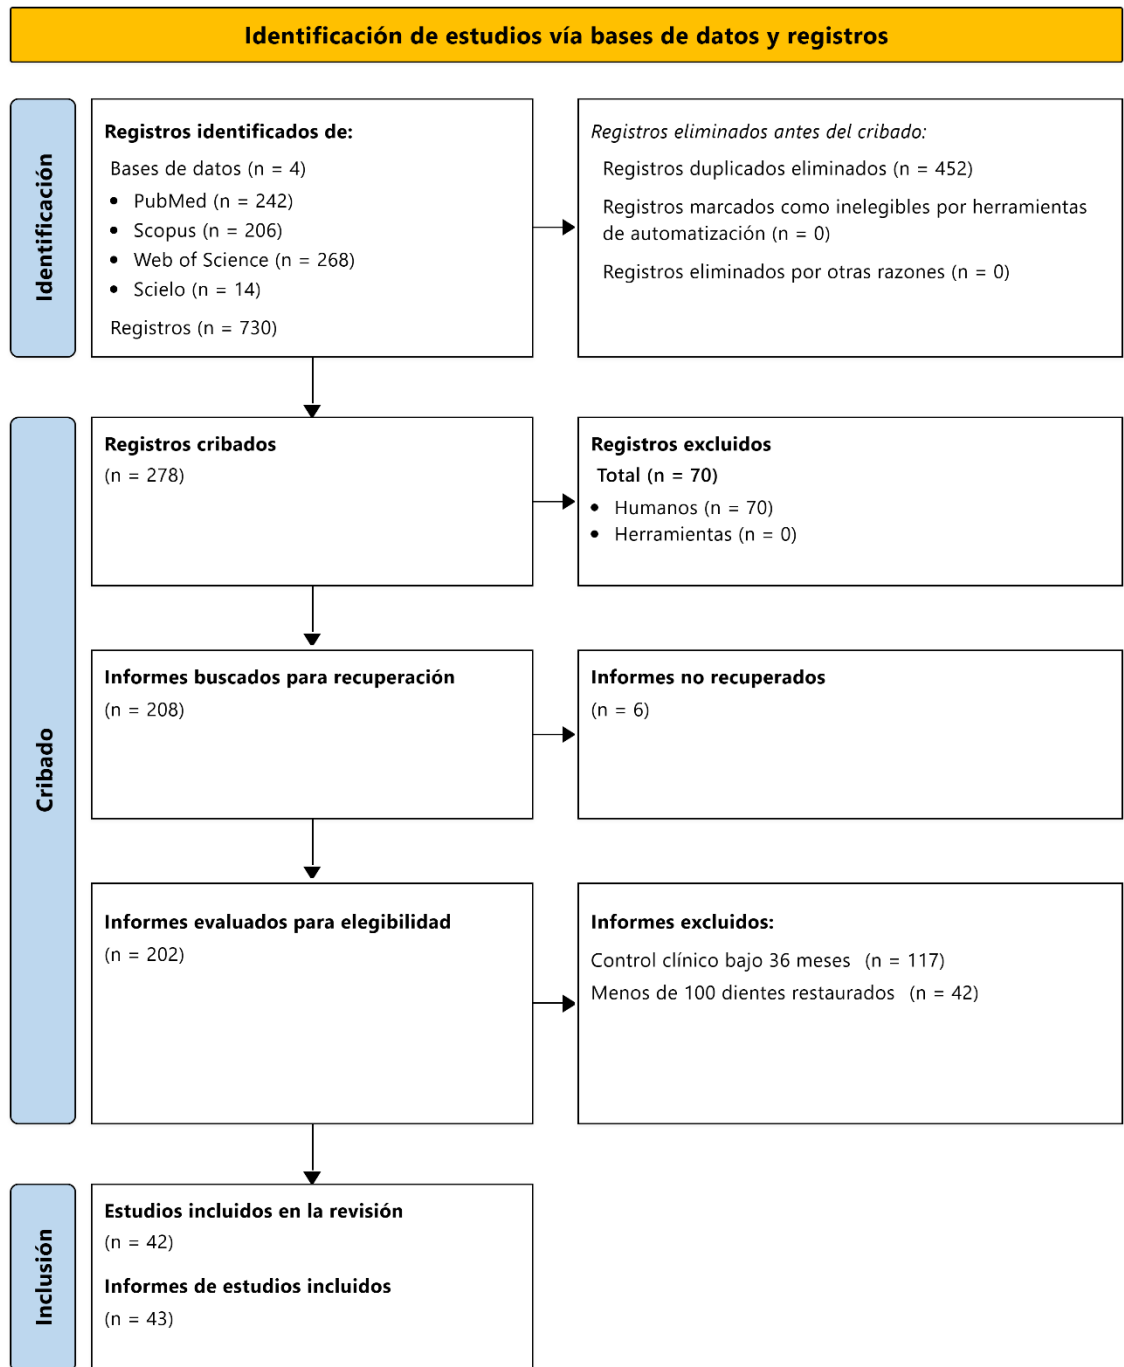 Identificación de estudios vía bases de datos y registros
Identificación
Registros identificados de:
Bases de datos (n = 4)
• PubMed (n = 242)
• Scopus (n = 206)
• Web of Science (n = 268)
• Scielo (n = 14)
Registros (n = 730)
Registros eliminados antes del cribado:
Registros duplicados eliminados (n = 452)
Registros marcados como inelegibles por herramientas
de automatización (n = 0)
Registros eliminados por otras razones (n = 0)
Cribado
Registros cribados
(n = 278)
Registros excluidos
Total (n = 70)
• Humanos (n = 70)
• Herramientas (n = 0)
Informes buscados para recuperación
(n = 208)
Informes no recuperados
(n = 6)
Informes evaluados para elegibilidad
(n = 202)
Informes excluidos:
Control clínico bajo 36 meses (n = 117)
Menos de 100 dientes restaurados (n = 42)
Inclusión
Estudios incluidos en la revisión
(n = 42)
Informes de estudios incluidos
(n = 43)